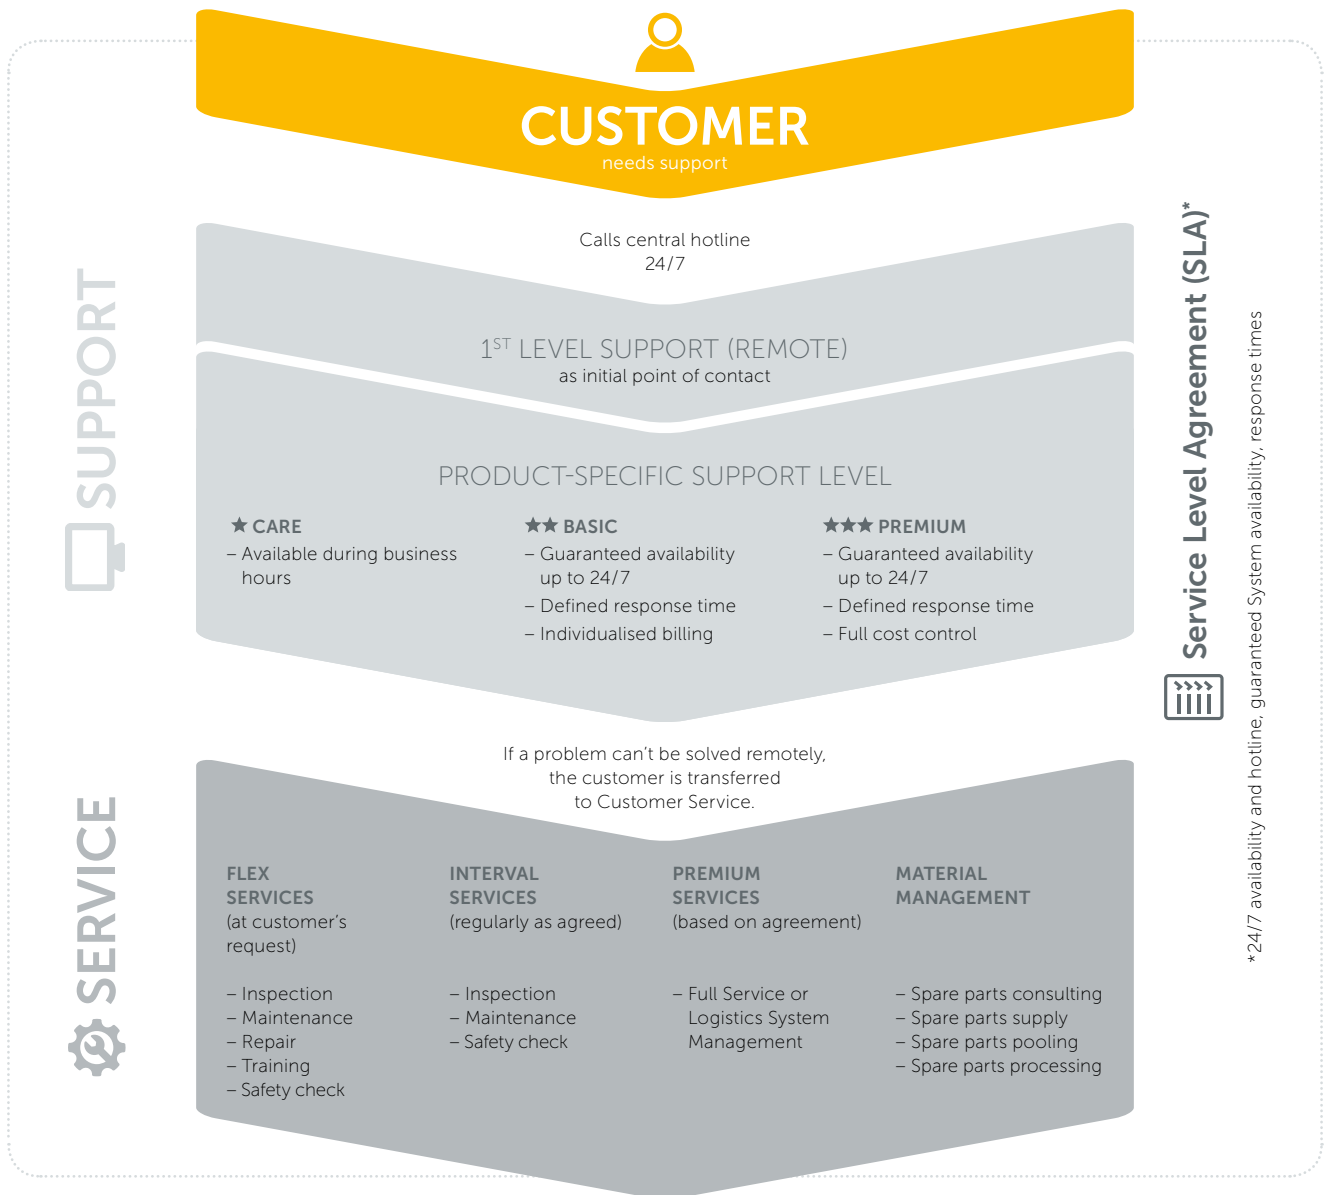 CUSTOMER
needs support
Calls central hotline
24/7
1ST LEVEL SUPPORT (REMOTE)
as initial point of contact
PRODUCT-SPECIFIC SUPPORT LEVEL
★ CARE
– Available during business
hours
★★ BASIC
– Guaranteed availability
up to 24/7
– Defined response time
– Individualised billing
★★★ PREMIUM
– Guaranteed availability
up to 24/7
– Defined response time
– Full cost control
SUPPORT
If a problem can't be solved remotely,
the customer is transferred
to Customer Service.
FLEX
SERVICES
(at customer's
request)
– Inspection
– Maintenance
– Repair
– Training
– Safety check
INTERVAL
SERVICES
(regularly as agreed)
– Inspection
– Maintenance
– Safety check
PREMIUM
SERVICES
(based on agreement)
– Full Service or
Logistics System
Management
MATERIAL
MANAGEMENT
– Spare parts consulting
– Spare parts supply
– Spare parts pooling
– Spare parts processing
SERVICE
Service Level Agreement (SLA)*
*24/7 availability and hotline, guaranteed System availability, response times